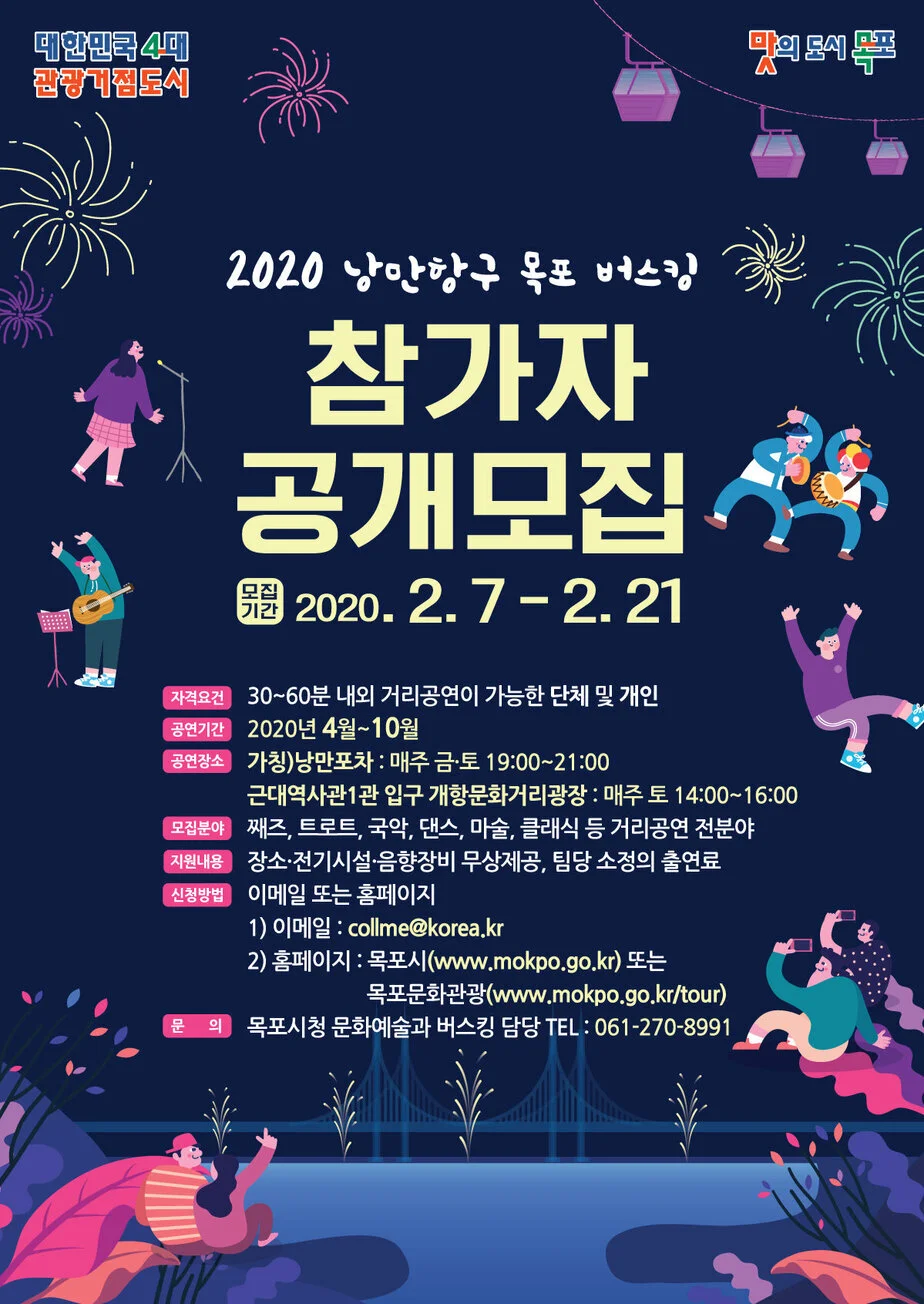 대한민국 4대
관광거점도시
맛의 도시 목포
2020 낭만항구 목포 버스킹
참가자
공개모집
모집기간 2020. 2. 7 - 2. 21
자격요건 30~60분 내외 거리공연이 가능한 단체 및 개인
공연기간 2020년 4월~10월
공연장소 가칭)낭만포차 : 매주 금·토 19:00~21:00
근대역사관1관 입구 개항문화거리광장 : 매주 토 14:00~16:00
모집분야 째즈, 트로트, 국악, 댄스, 마술, 클래식 등 거리공연 전분야
지원내용 장소·전기시설·음향장비 무상제공, 팀당 소정의 출연료
신청방법 이메일 또는 홈페이지
1) 이메일 : collme@korea.kr
2) 홈페이지 : 목포시(www.mokpo.go.kr) 또는
목포문화관광(www.mokpo.go.kr/tour)
문 의 목포시청 문화예술과 버스킹 담당 TEL : 061-270-8991